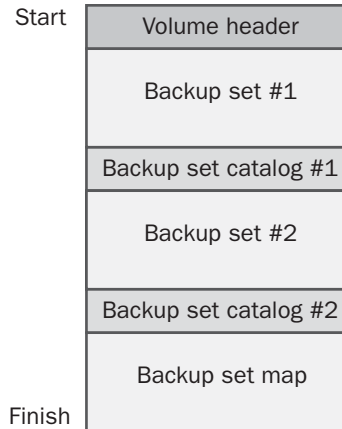 Start
Volume header
Backup set #1
Backup set catalog #1
Backup set #2
Backup set catalog #2
Backup set map
Finish